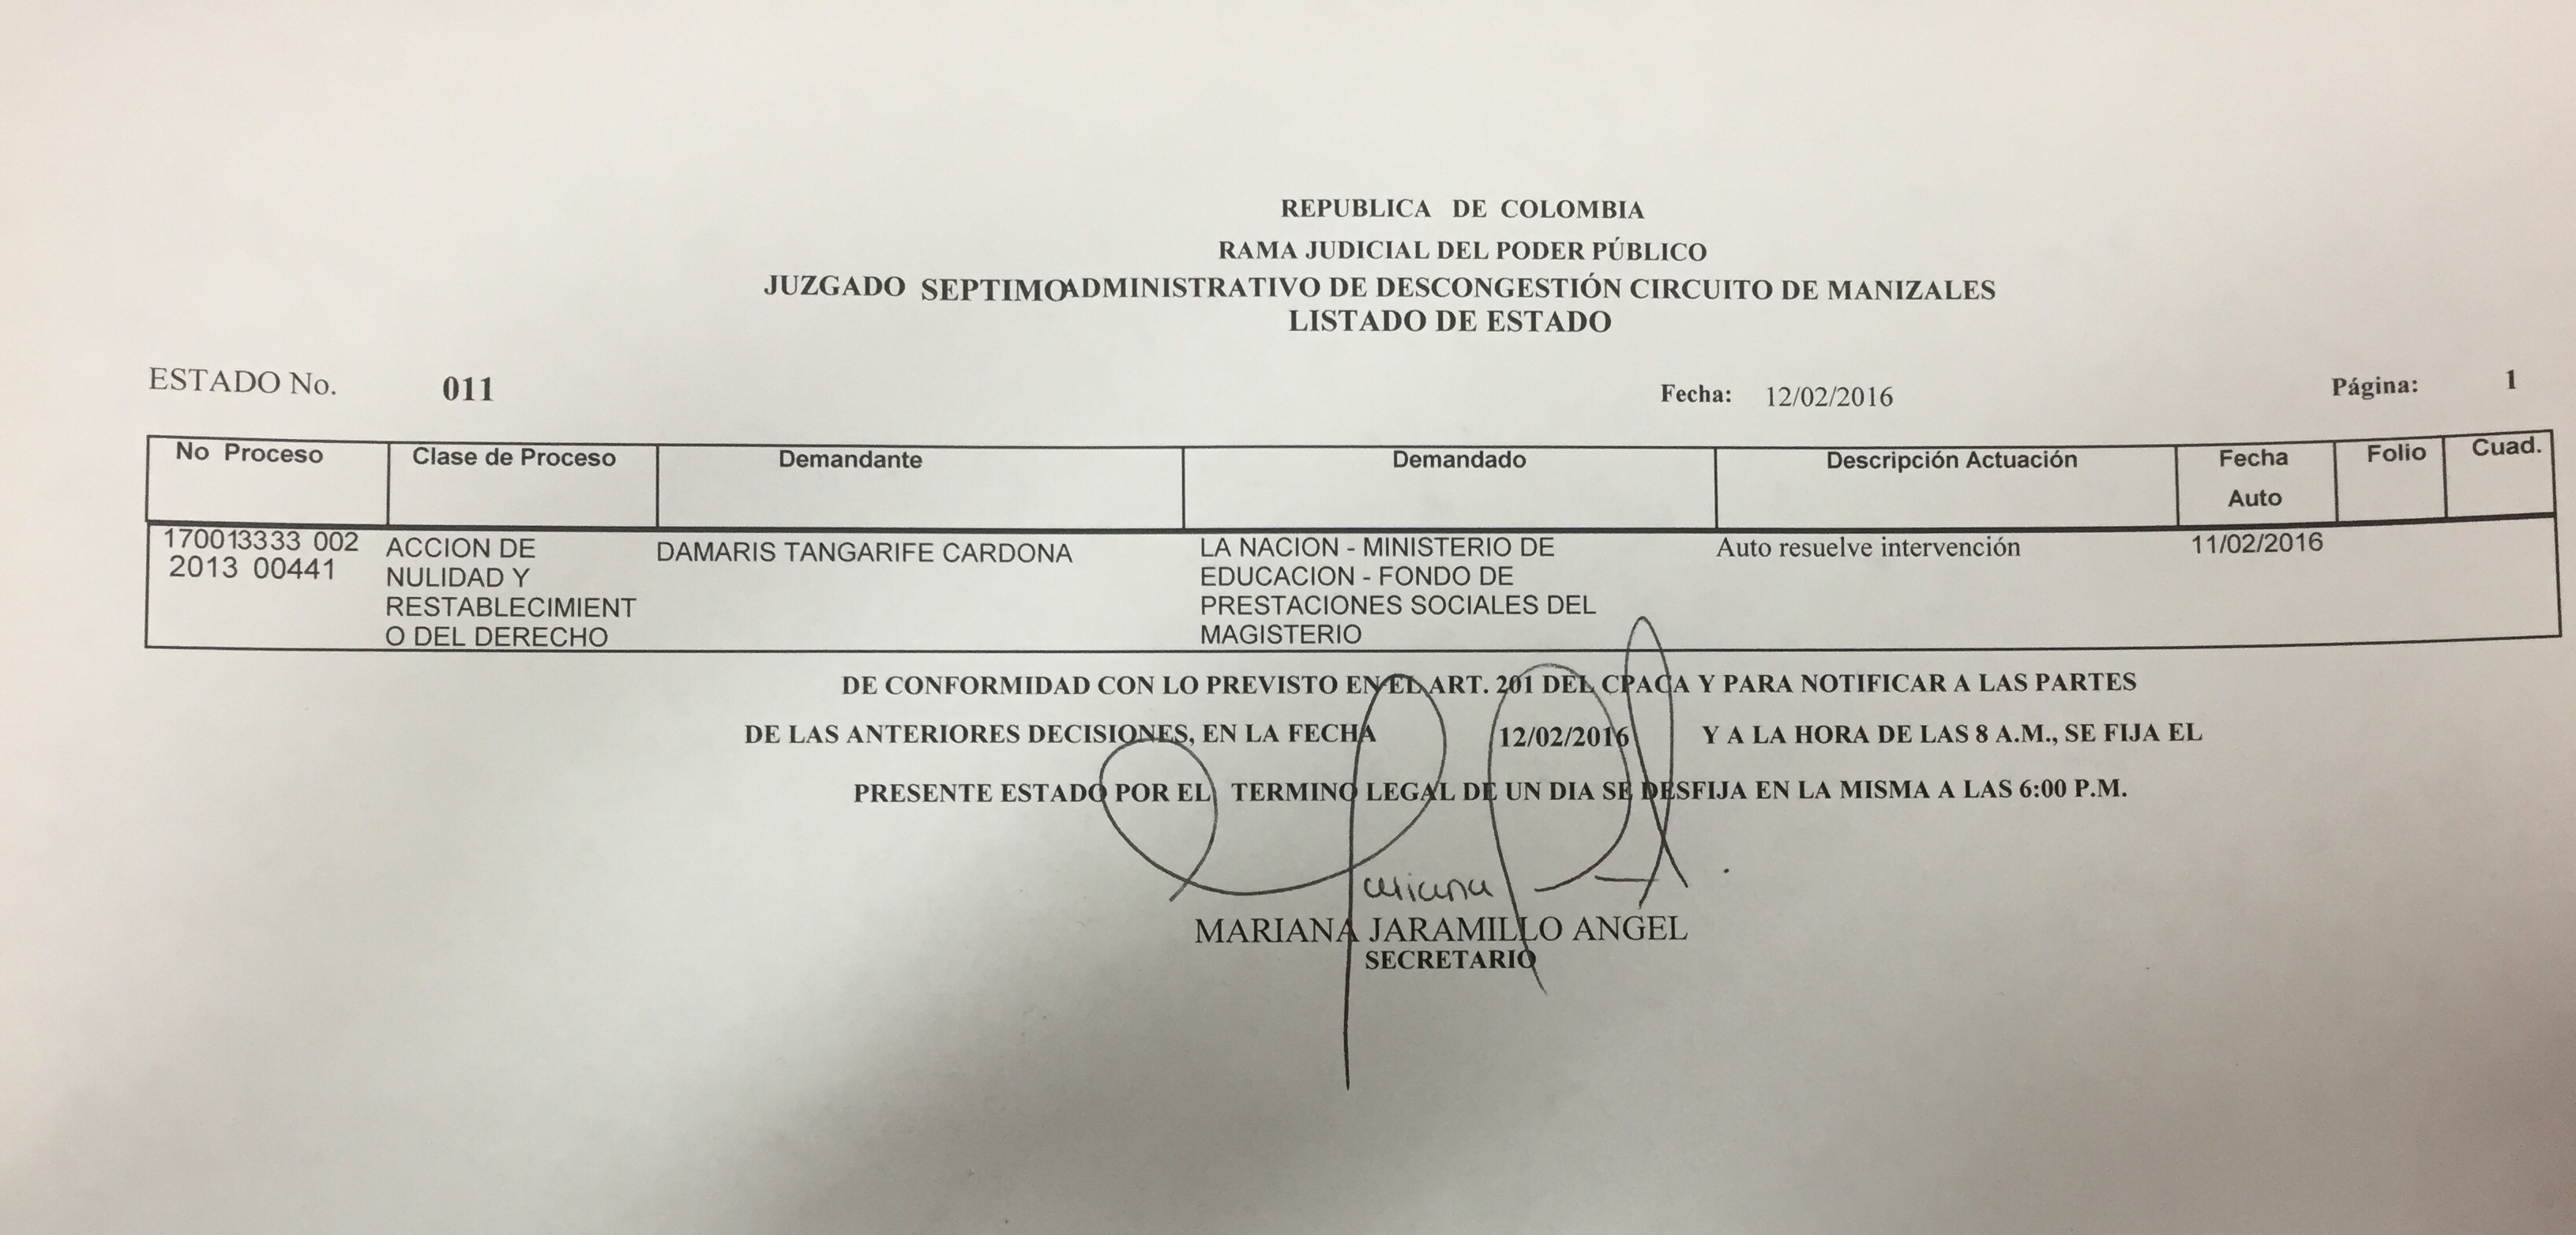 REPUBLICA DE COLOMBIA
RAMA JUDICIAL DEL PODER PÚBLICO
JUZGADO SEPTIMO ADMINISTRATIVO DE DESCONGESTIÓN CIRCUITO DE MANIZALES
LISTADO DE ESTADO
ESTADO No. 011 Fecha: 12/02/2016 Página: 1
No Proceso Clase de Proceso Demandante Demandado Descripción Actuación Fecha Auto Folio Cuad.
170013333 002 ACCION DE DAMARIS TANGARIFE CARDONA LA NACION - MINISTERIO DE Auto resuelve intervención 11/02/2016
2013 00441 NULIDAD Y EDUCACION - FONDO DE
RESTABLECIMIENT PRESTACIONES SOCIALES DEL
O DEL DERECHO MAGISTERIO
DE CONFORMIDAD CON LO PREVISTO EN EL ART. 201 DEL CPACA Y PARA NOTIFICAR A LAS PARTES
DE LAS ANTERIORES DECISIONES, EN LA FECHA 12/02/2016 Y A LA HORA DE LAS 8 A.M., SE FIJA EL
PRESENTE ESTADO POR EL TERMINO LEGAL DE UN DIA SE DESFIJA EN LA MISMA A LAS 6:00 P.M.
MARIANA JARAMILLO ANGEL
SECRETARIO